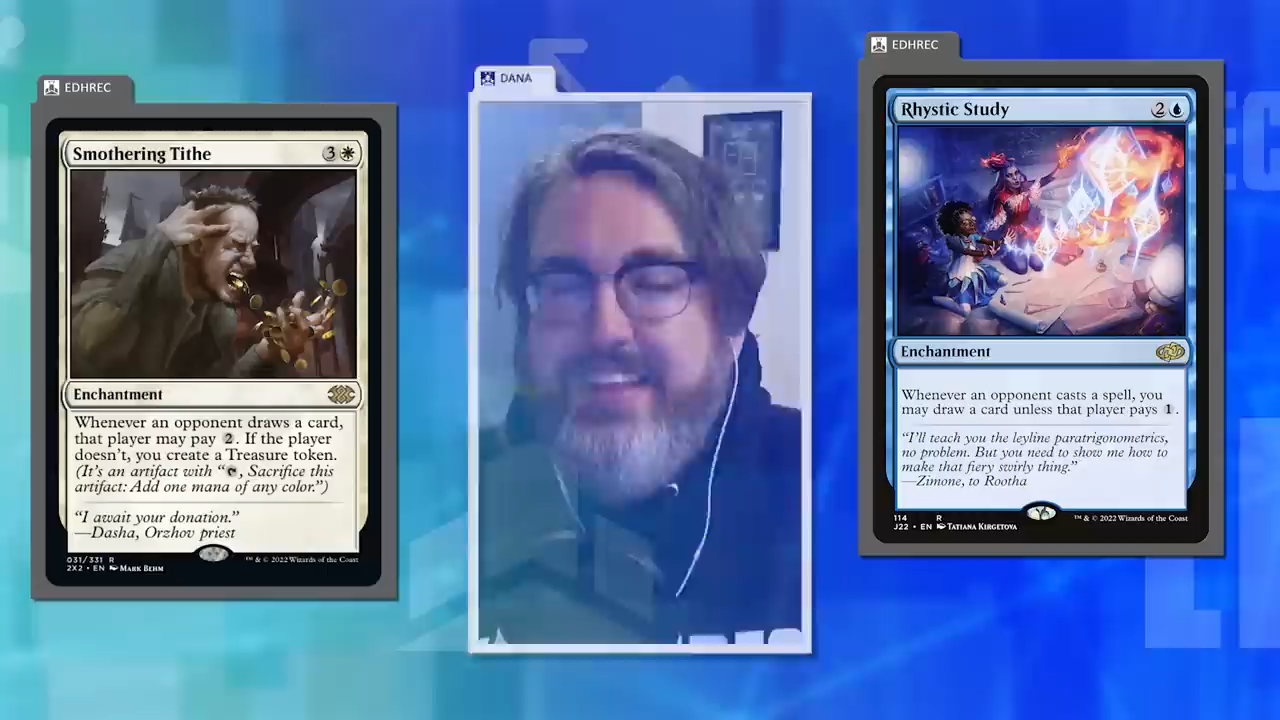 EDHREC
Smothering Tithe 3
Enchantment
Whenever an opponent draws a card,
that player may pay 2. If the player
doesn't, you create a Treasure token.
(It's an artifact with “, Sacrifice this
artifact: Add one mana of any color.”)
“I await your donation.”
—Dasha, Orzhov priest
031/331 R
2X2 • EN Mark Behm
™ & © 2022 Wizards of the Coast
DANA
EDHREC
Rhystic Study 2
Enchantment
Whenever an opponent casts a spell, you
may draw a card unless that player pays 1.
“I'll teach you the leyline paratrigonometrics,
no problem. But you need to show me how to
make that fiery swirly thing.”
—Zimone, to Rootha
114 R
J22 • EN Tatiana Kirgetova
™ & © 2022 Wizards of the Coast